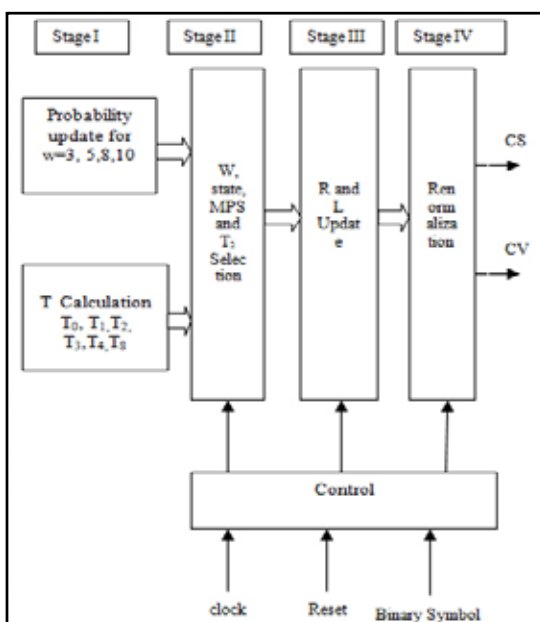 Stage I
Stage II
Stage III
Stage IV
Probability
update for
w=3, 5,8,10
T Calculation
T0, T1,T2,
T3,T4,T8
W,
state,
MPS
and
T; Selec
tion
R and
L
Updat
e
Ren
orm
aliza
tion
CS
CV
Control
clock
Reset
Binary Symbol